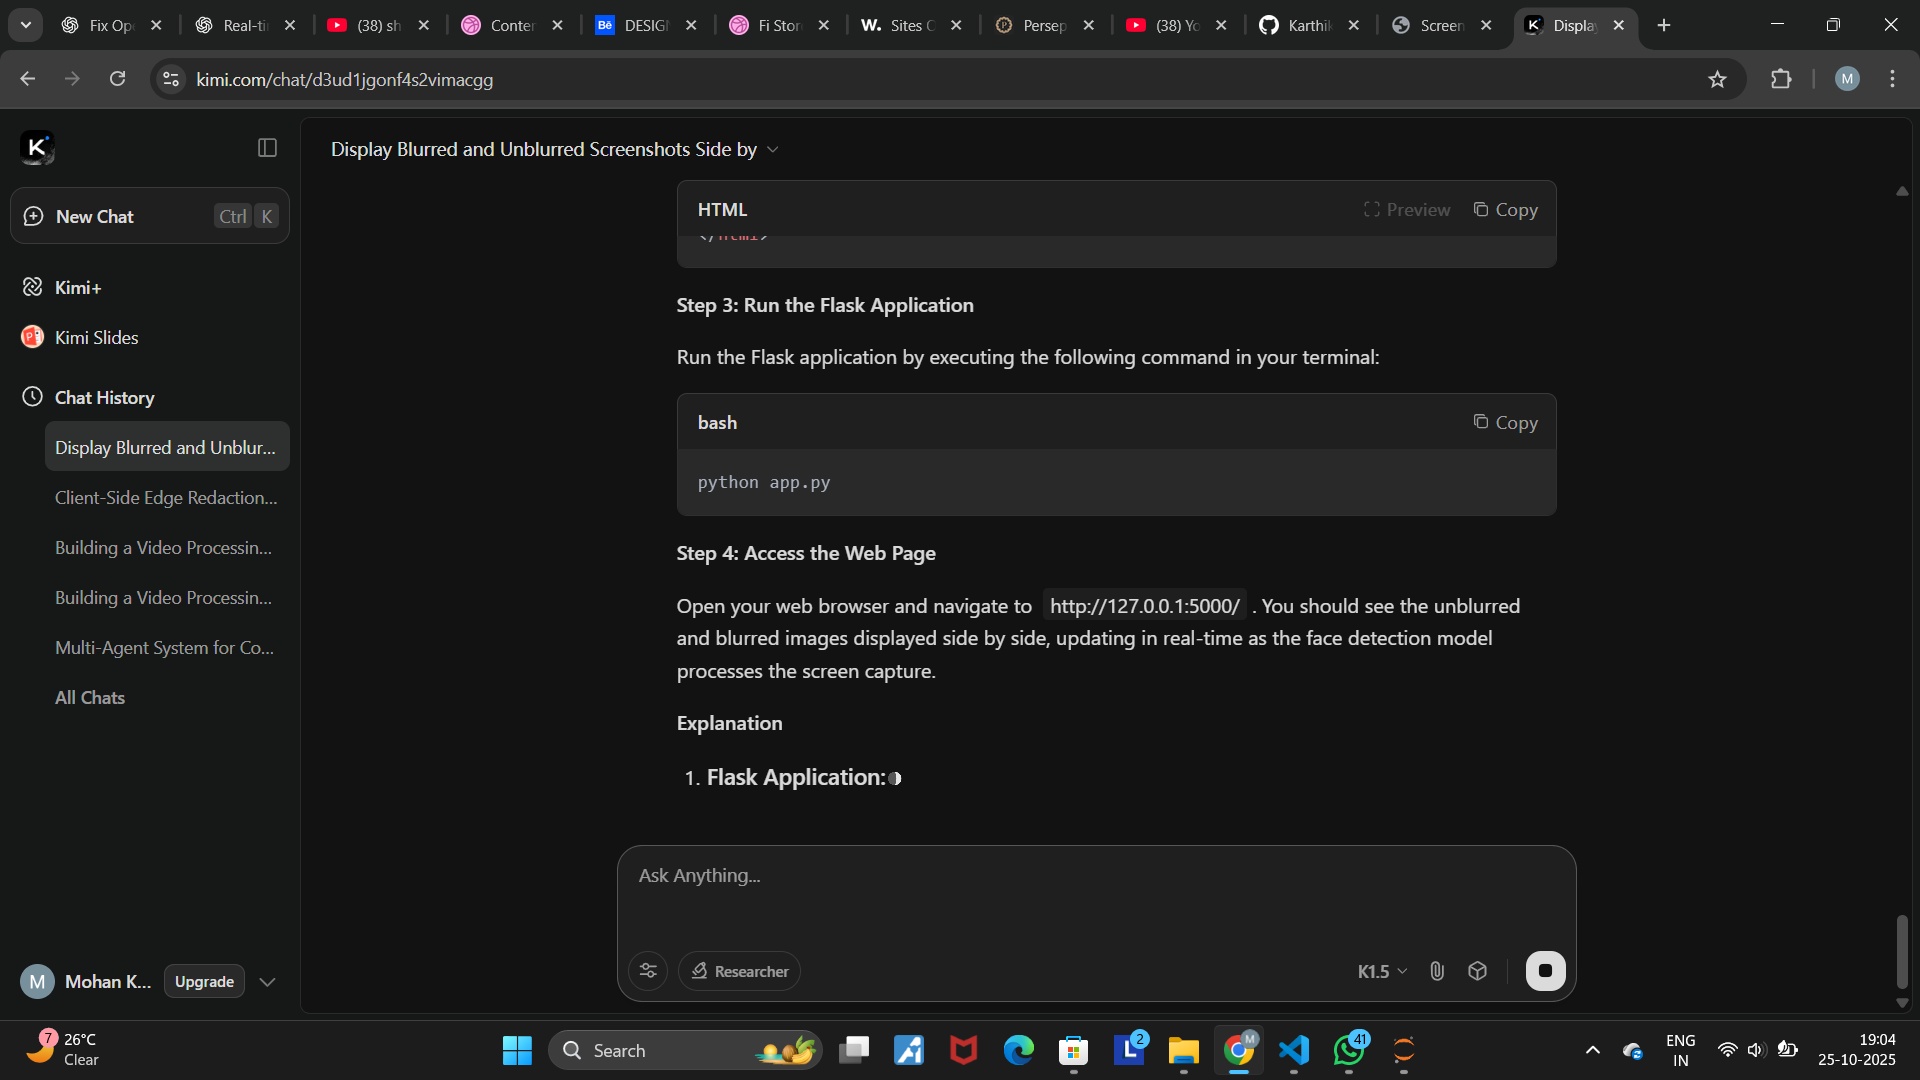 Fix Op
Real-ti
(38) sh
Conter
Bē
DESIGI
Fi Stor
W.
Sites C
Persep
(38) Yo
Karthik
Screen
Displa
kimi.com/chat/d3ud1jgonf4s2vimacgg
M
K
Display Blurred and Unblurred Screenshots Side by
New Chat
Ctrl K
Kimi+
Kimi Slides
Chat History
Display Blurred and Unblur...
Client-Side Edge Redaction...
Building a Video Processin...
Building a Video Processin...
Multi-Agent System for Co...
All Chats
M Mohan K... Upgrade
HTML
Preview
Copy
</html>
Step 3: Run the Flask Application
Run the Flask application by executing the following command in your terminal:
bash
Copy
python app.py
Step 4: Access the Web Page
Open your web browser and navigate to http://127.0.0.1:5000/ . You should see the unblurred
and blurred images displayed side by side, updating in real-time as the face detection model
processes the screen capture.
Explanation
1. Flask Application:
Ask Anything...
Researcher
K1.5
7
26°C
Clear
Search
L
2
M
41
ENG
IN
19:04
25-10-2025